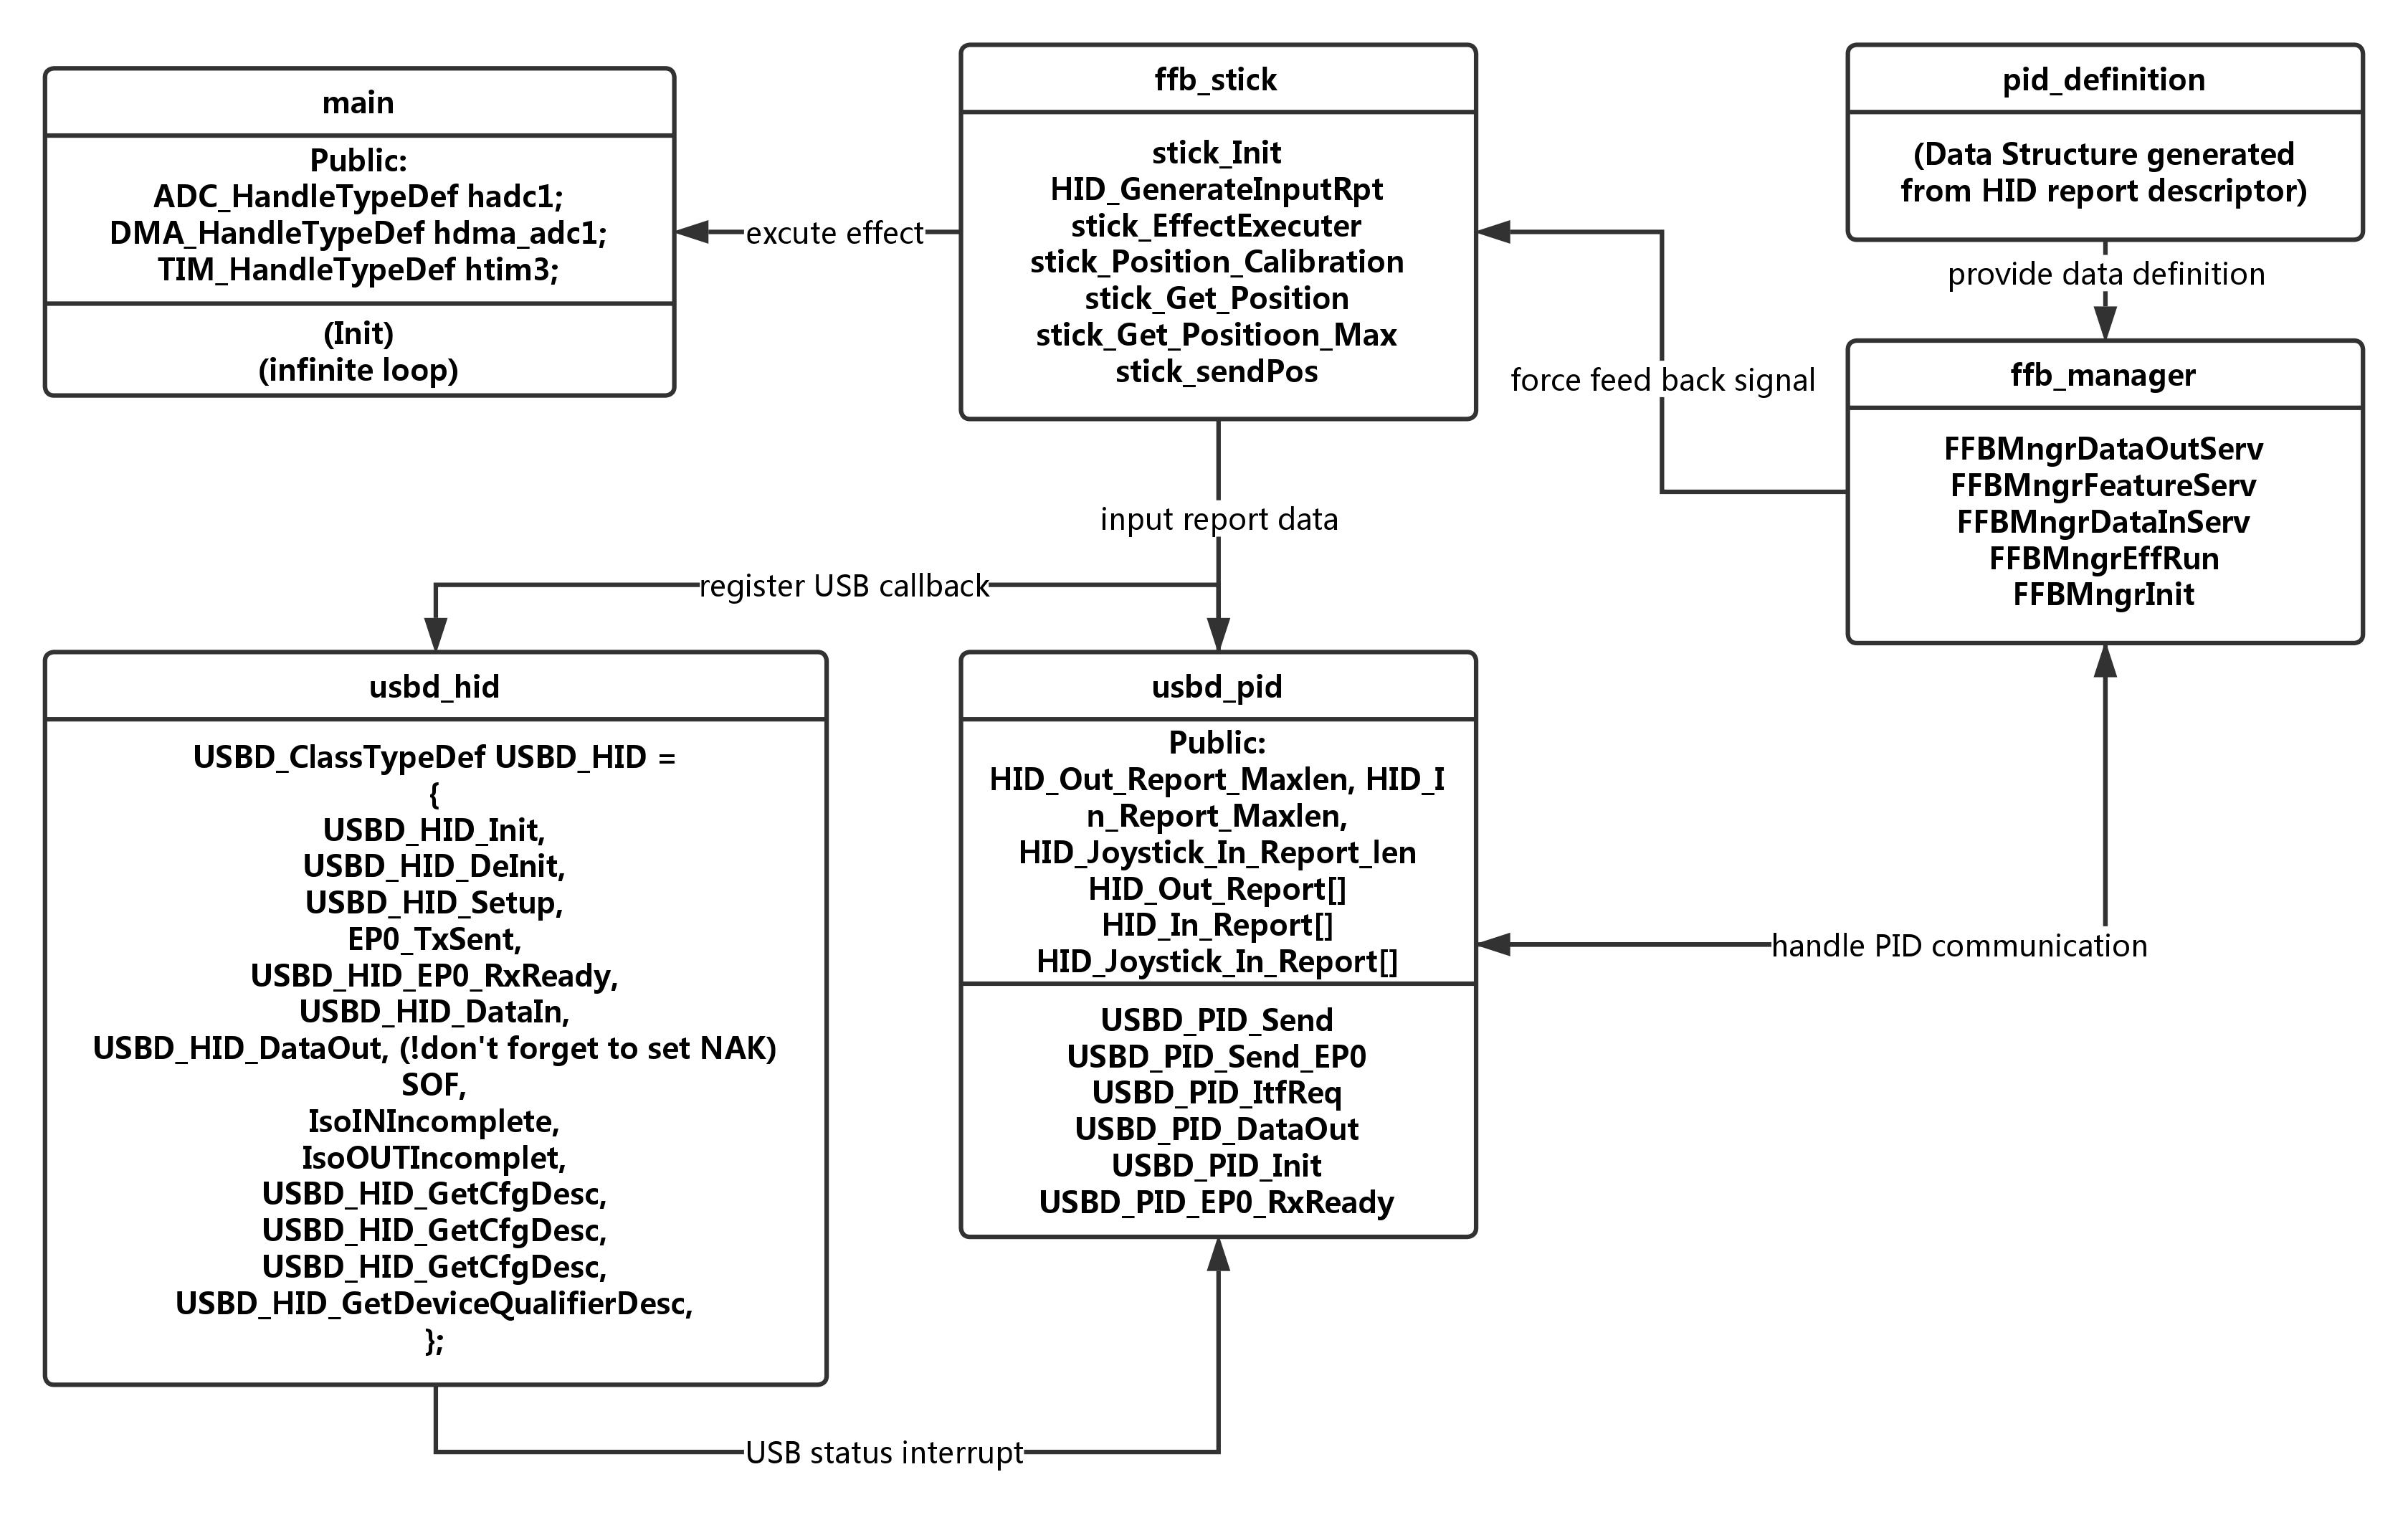 main
Public:
ADC_HandleTypeDef hadc1;
DMA_HandleTypeDef hdma_adc1;
TIM_HandleTypeDef htim3;
(Init)
(infinite loop)
excute effect
ffb_stick
stick_Init
HID_GenerateInputRpt
stick_EffectExecuter
stick_Position_Calibration
stick_Get_Position
stick_Get_Positioon_Max
stick_sendPos
pid_definition
(Data Structure generated
from HID report descriptor)
provide data definition
force feed back signal
ffb_manager
FFBMngrDataOutServ
FFBMngrFeatureServ
FFBMngrDataInServ
FFBMngrEffRun
FFBMngrInit
input report data
register USB callback
usbd_hid
USBD_ClassTypeDef USBD_HID =
{
USBD_HID_Init,
USBD_HID_DeInit,
USBD_HID_Setup,
EP0_TxSent,
USBD_HID_EP0_RxReady,
USBD_HID_DataIn,
USBD_HID_DataOut, (!don't forget to set NAK)
SOF,
IsoINIncomplete,
IsoOUTIncomplet,
USBD_HID_GetCfgDesc,
USBD_HID_GetCfgDesc,
USBD_HID_GetCfgDesc,
USBD_HID_GetDeviceQualifierDesc,
};
usbd_pid
Public:
HID_Out_Report_Maxlen, HID_I
n_Report_Maxlen,
HID_Joystick_In_Report_len
HID_Out_Report[]
HID_In_Report[]
HID_Joystick_In_Report[]
USBD_PID_Send
USBD_PID_Send_EP0
USBD_PID_ItfReq
USBD_PID_DataOut
USBD_PID_Init
USBD_PID_EP0_RxReady
handle PID communication
USB status interrupt